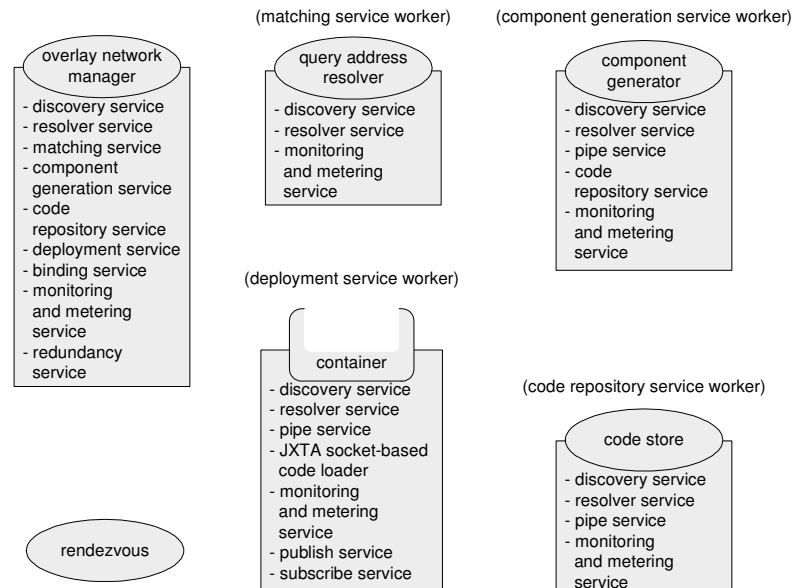 overlay network
manager
- discovery service
- resolver service
- matching service
- component
generation service
- code
repository service
- deployment service
- binding service
- monitoring
and metering
service
- redundancy
service
(matching service worker)
query address
resolver
- discovery service
- resolver service
- monitoring
and metering
service
(component generation service worker)
component
generator
- discovery service
- resolver service
- pipe service
- code
repository service
- monitoring
and metering
service
(deployment service worker)
container
- discovery service
- resolver service
- pipe service
- JXTA socket-based
code loader
- monitoring
and metering
service
- publish service
- subscribe service
(code repository service worker)
code store
- discovery service
- resolver service
- pipe service
- monitoring
and metering
service
rendezvous